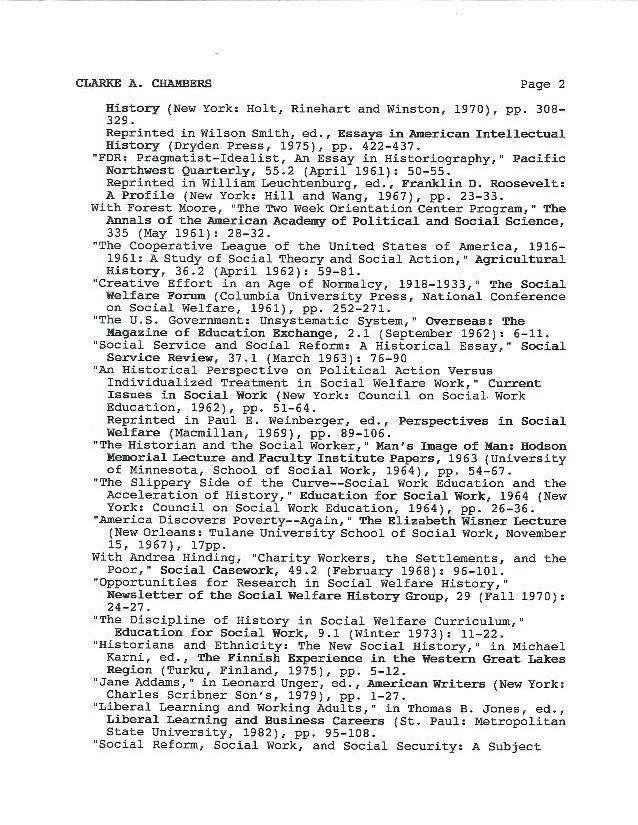 CLARKE A. CHAMBERS Page 2
History (New York: Holt, Rinehart and Winston, 1970), pp. 308-
329.
Reprinted in Wilson Smith, ed., Essays in American Intellectual
History (Dryden Press, 1975), pp. 422-437.
"FDR: Pragmatist-Idealist, An Essay in Historiography," Pacific
Northwest Quarterly, 55.2 (April 1961): 50-55.
Reprinted in William Leuchtenburg, ed., Franklin D. Roosevelt:
A Profile (New York: Hill and Wang, 1967), pp. 23-33.
With Forest Moore, "The Two Week Orientation Center Program," The
Annals of the American Academy of Political and Social Science,
335 (May 1961): 28-32.
"The Cooperative League of the United States of America, 1916-
1961: A Study of Social Theory and Social Action," Agricultural
History, 36.2 (April 1962): 59-81.
"Creative Effort in an Age of Normalcy, 1918-1933," The Social
Welfare Forum (Columbia University Press, National Conference
on Social Welfare, 1961), pp. 252-271.
"The U.S. Government: Unsystematic System," Overseas: The
Magazine of Education Exchange, 2.1 (September 1962): 6-11.
"Social Service and Social Reform: A Historical Essay," Social
Service Review, 37.1 (March 1963): 76-90
"An Historical Perspective on Political Action Versus
Individualized Treatment in Social Welfare Work," Current
Issues in Social Work (New York: Council on Social Work
Education, 1962), pp. 51-64.
Reprinted in Paul E. Weinberger, ed., Perspectives in Social
Welfare (Macmillan, 1969), pp. 89-106.
"The Historian and the Social Worker," Man's Image of Man: Hodson
Memorial Lecture and Faculty Institute Papers, 1963 (University
of Minnesota, School of Social Work, 1964), pp. 54-67.
"The Slippery Side of the Curve--Social Work Education and the
Acceleration of History," Education for Social Work, 1964 (New
York: Council on Social Work Education, 1964), pp. 26-36.
"America Discovers Poverty--Again," The Elizabeth Wisner Lecture
(New Orleans: Tulane University School of Social Work, November
15, 1967), 17pp.
With Andrea Hinding, "Charity Workers, the Settlements, and the
Poor," Social Casework, 49.2 (February 1968): 96-101.
"Opportunities for Research in Social Welfare History,"
Newsletter of the Social Welfare History Group, 29 (Fall 1970):
24-27.
"The Discipline of History in Social Welfare Curriculum,"
Education for Social Work, 9.1 (Winter 1973): 11-22.
"Historians and Ethnicity: The New Social History," in Michael
Karni, ed., The Finnish Experience in the Western Great Lakes
Region (Turku, Finland, 1975), pp. 5-12.
"Jane Addams," in Leonard Unger, ed., American Writers (New York:
Charles Scribner Son's, 1979), pp. 1-27.
"Liberal Learning and Working Adults," in Thomas B. Jones, ed.,
Liberal Learning and Business Careers (St. Paul: Metropolitan
State University, 1982), pp. 95-108.
"Social Reform, Social Work, and Social Security: A Subject